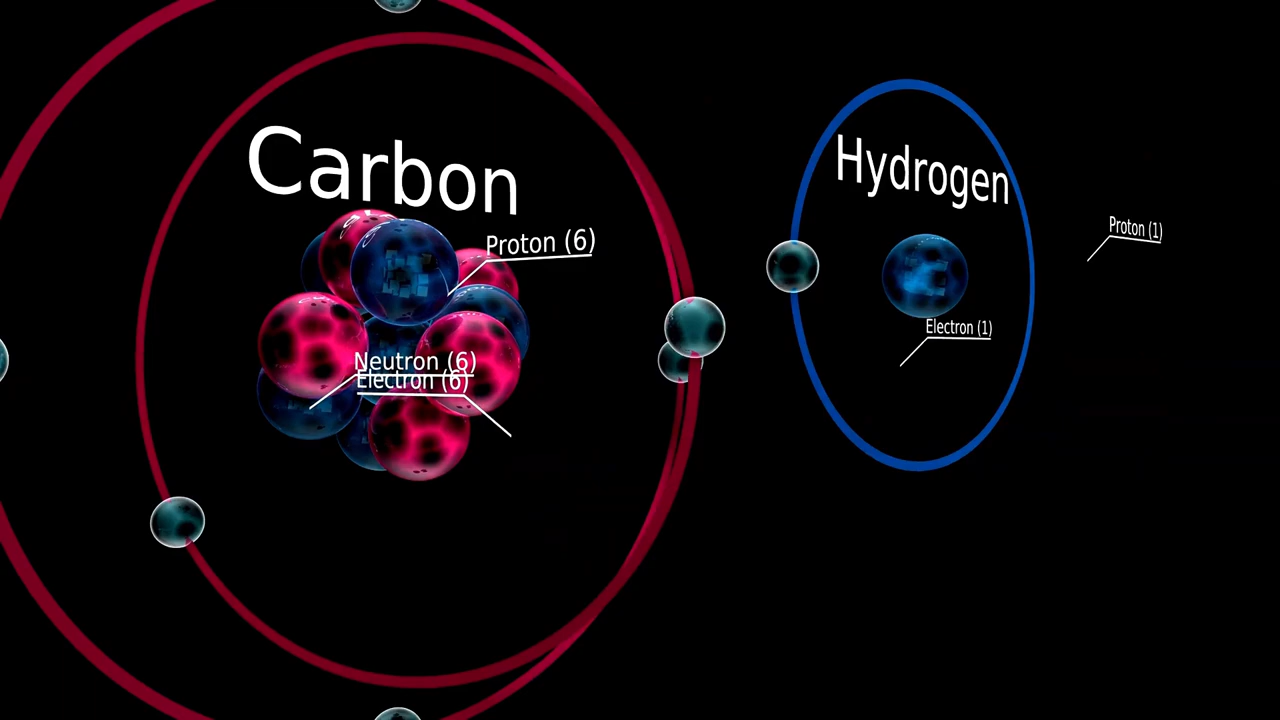 Carbon
Proton (6)
Neutron (6)
Electron (6)
Hydrogen
Proton (1)
Electron (1)